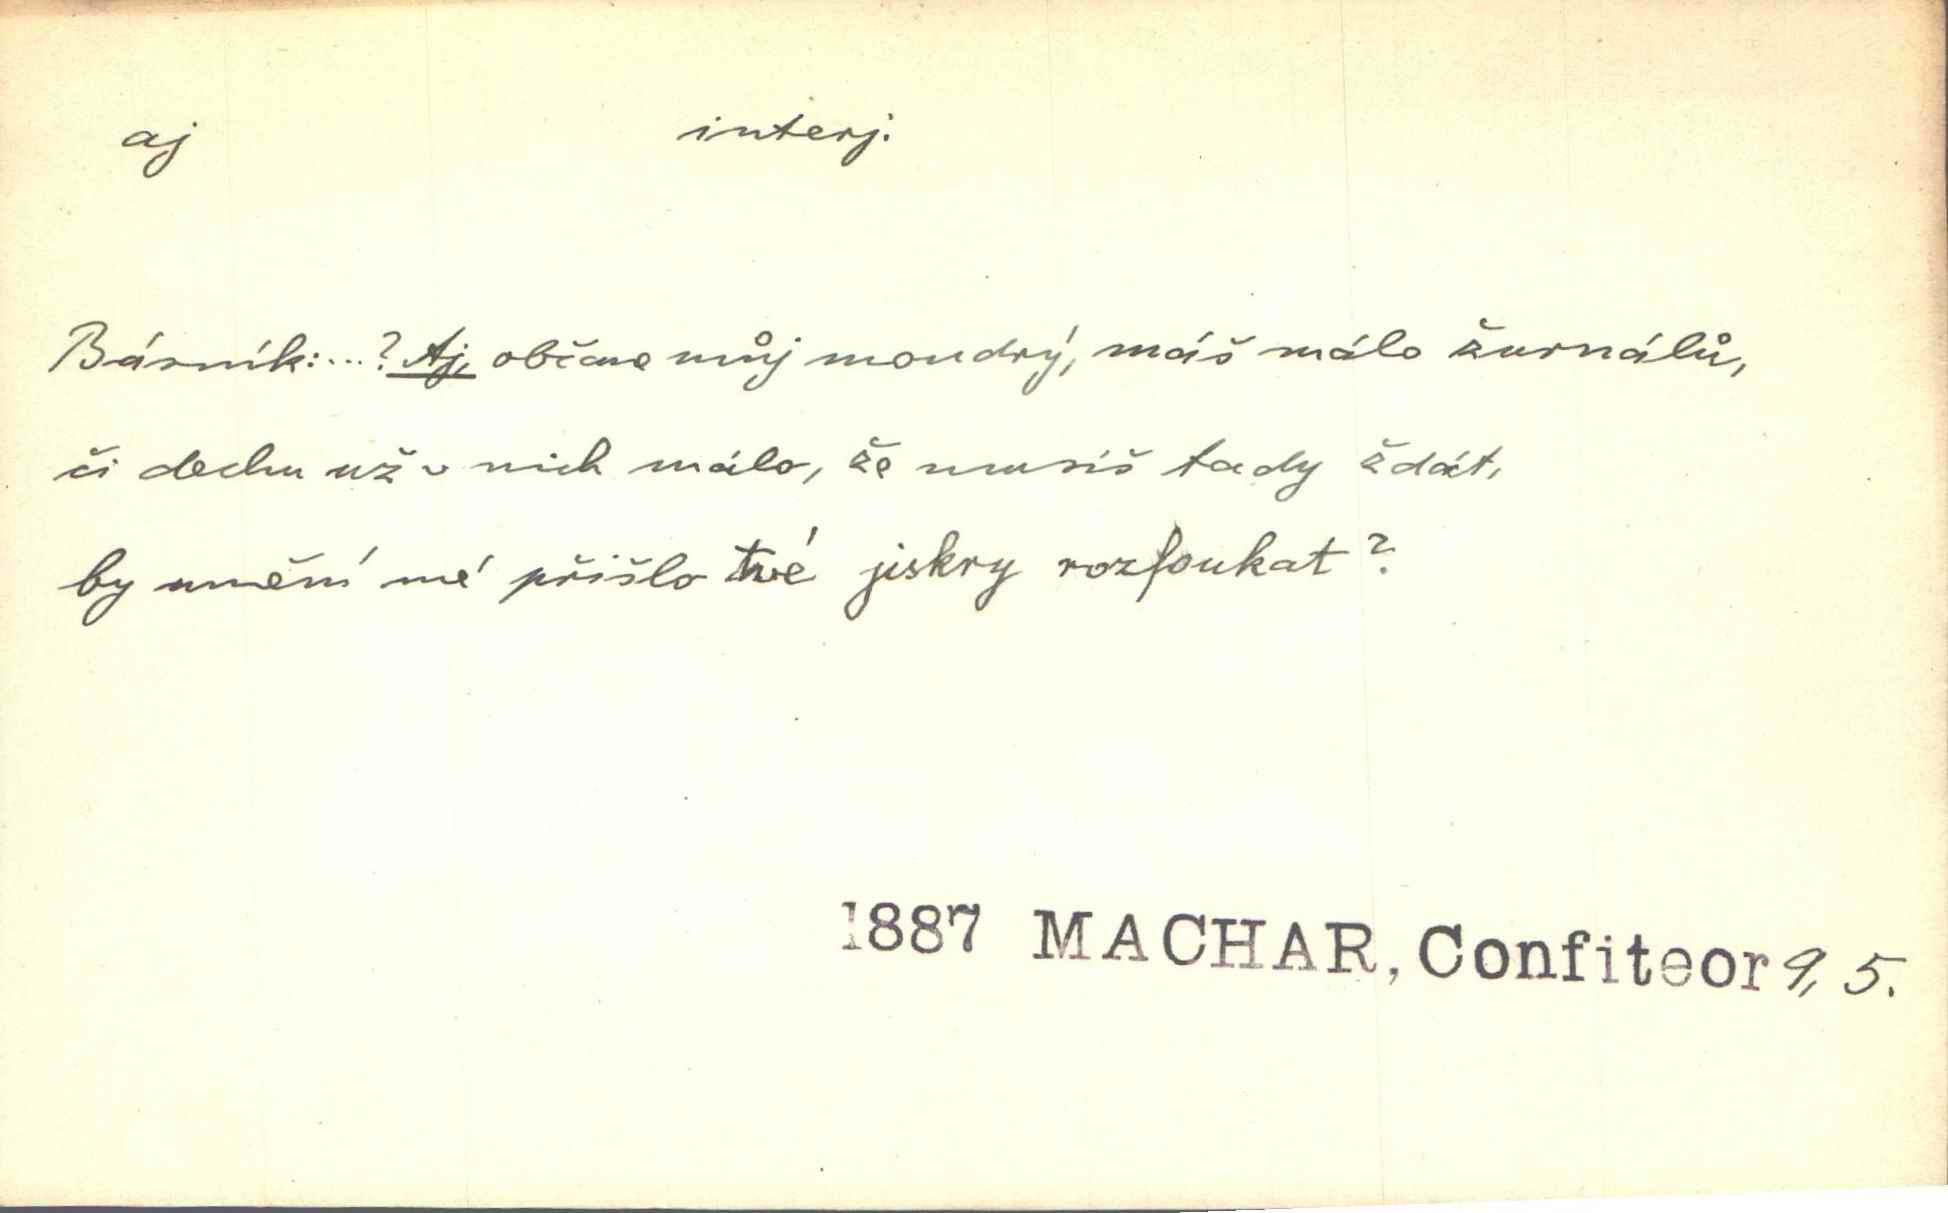 aj interj.
Básník:...? Aj, občane můj moudrý, máš málo žurnálů,
či dechu už v nich málo, že musíš tady ždát,
by umění mé přišlo tvé jiskry rozfoukat?
1887 MACHAR, Confiteor 9, 5.